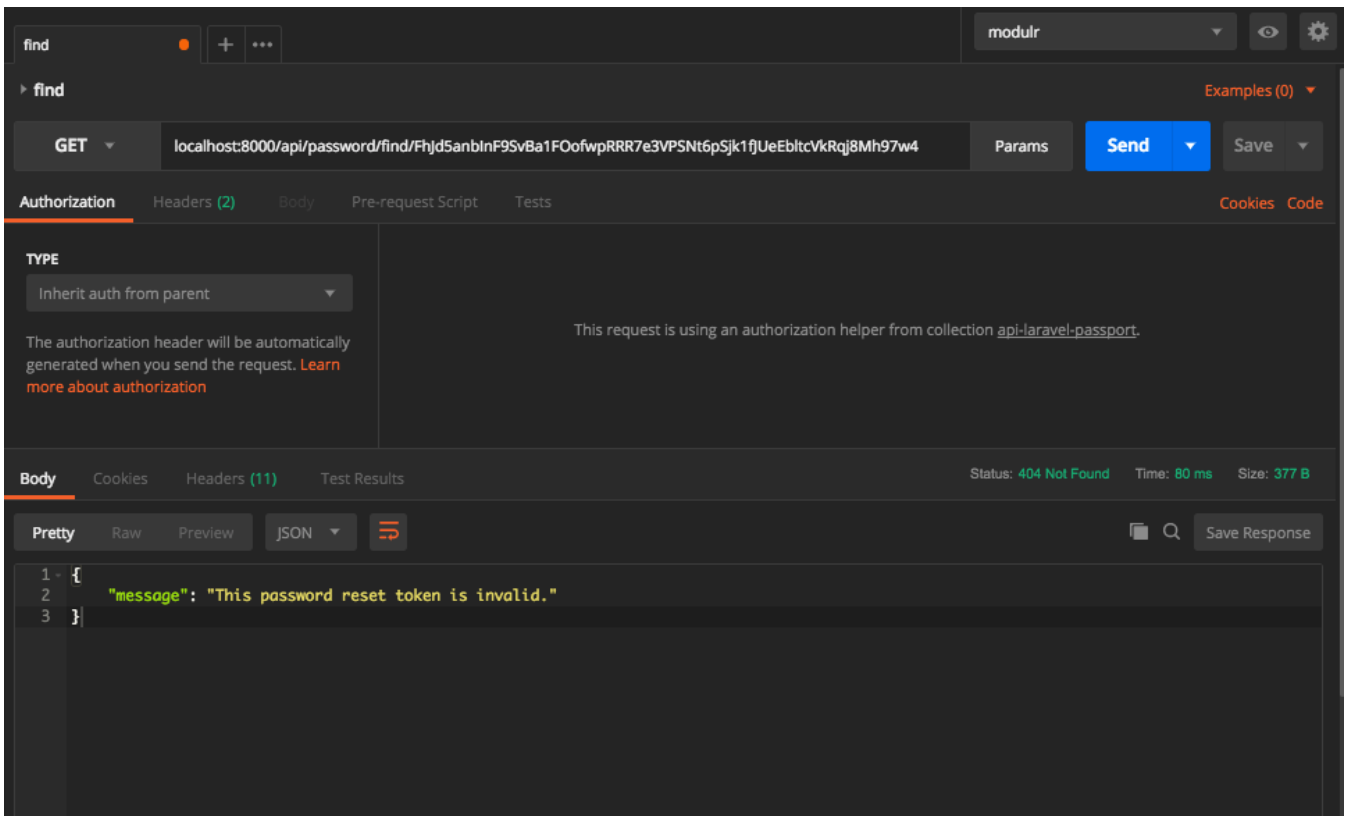 find
modulr
find
Examples (0)
GET
localhost:8000/api/password/find/FhJd5anbInF9SvBa1FOofwpRRR7e3VPSNt6pSjk1fJUeEbltcVkRqj8Mh97w4
Params
Send
Save
Authorization Headers (2) Body Pre-request Script Tests
Cookies Code
TYPE
Inherit auth from parent
The authorization header will be automatically
generated when you send the request. Learn
more about authorization
This request is using an authorization helper from collection api-laravel-passport.
Body Cookies Headers (11) Test Results
Status: 404 Not Found Time: 80 ms Size: 377 B
Pretty Raw Preview JSON
Save Response
1 {
2 "message": "This password reset token is invalid."
3 }